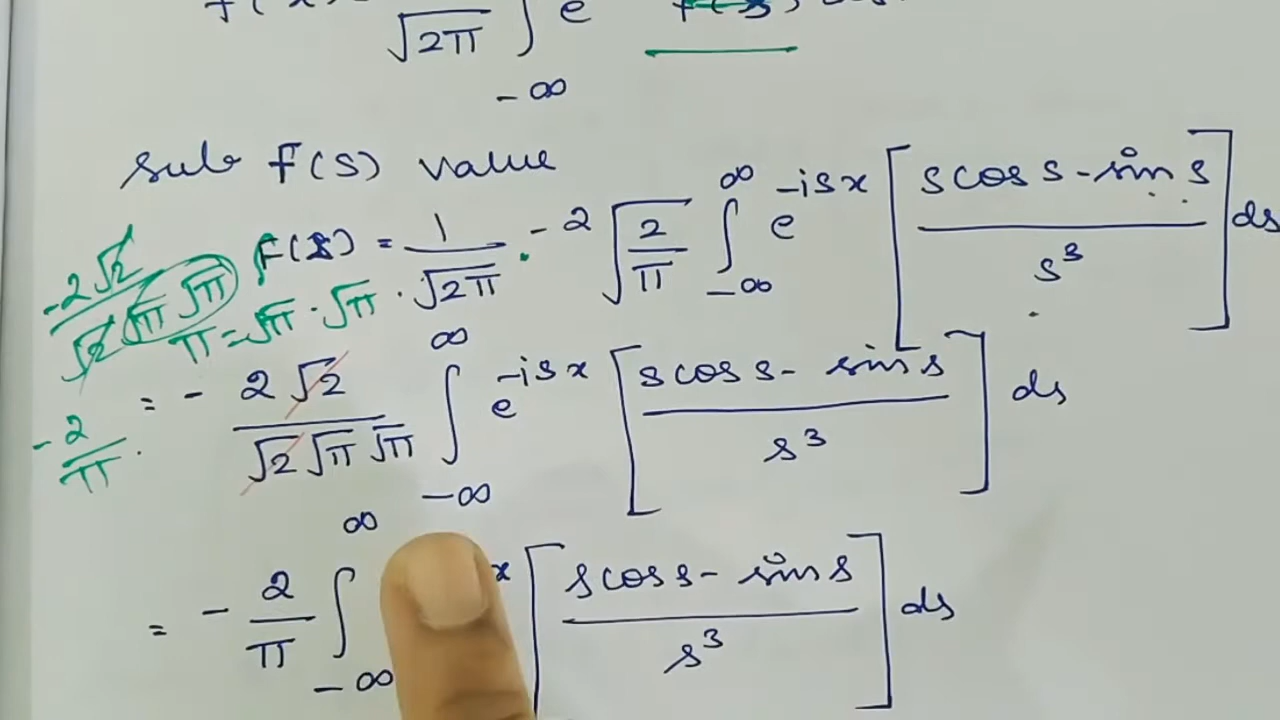 1/√2π ∫_{-∞} e
sub F(S) value
f(x) = 1/√2π · -2 √(2/π) ∫_{-∞}^{∞} e^{-isx} [ (s cos s - sin s)/s³ ] ds
-2√2/(√2 √π √π) π = √π · √π ·
= - 2√2/(√2 √π √π) ∫_{-∞}^{∞} e^{-isx} [ (s cos s - sin s)/s³ ] ds
-2/π ·
= - 2/π ∫_{-∞}^{∞} x [ (s cos s - sin s)/s³ ] ds